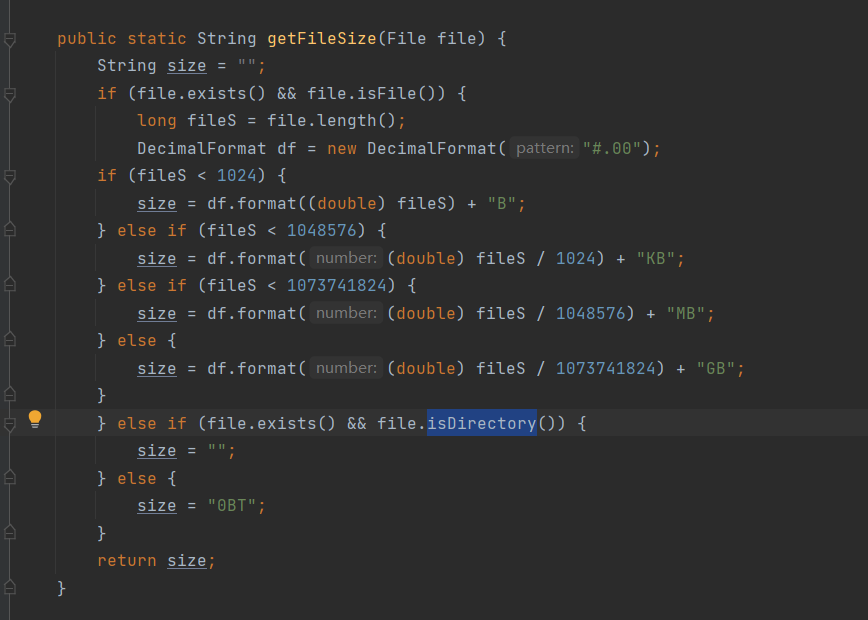 public static String getFileSize(File file) {
String size = "";
if (file.exists() && file.isFile()) {
long fileS = file.length();
DecimalFormat df = new DecimalFormat( pattern: "#.00");
if (fileS < 1024) {
size = df.format((double) fileS) + "B";
} else if (fileS < 1048576) {
size = df.format( number: (double) fileS / 1024) + "KB";
} else if (fileS < 1073741824) {
size = df.format( number: (double) fileS / 1048576) + "MB";
} else {
size = df.format( number: (double) fileS / 1073741824) + "GB";
}
} else if (file.exists() && file.isDirectory()) {
size = "";
} else {
size = "0BT";
}
return size;
}